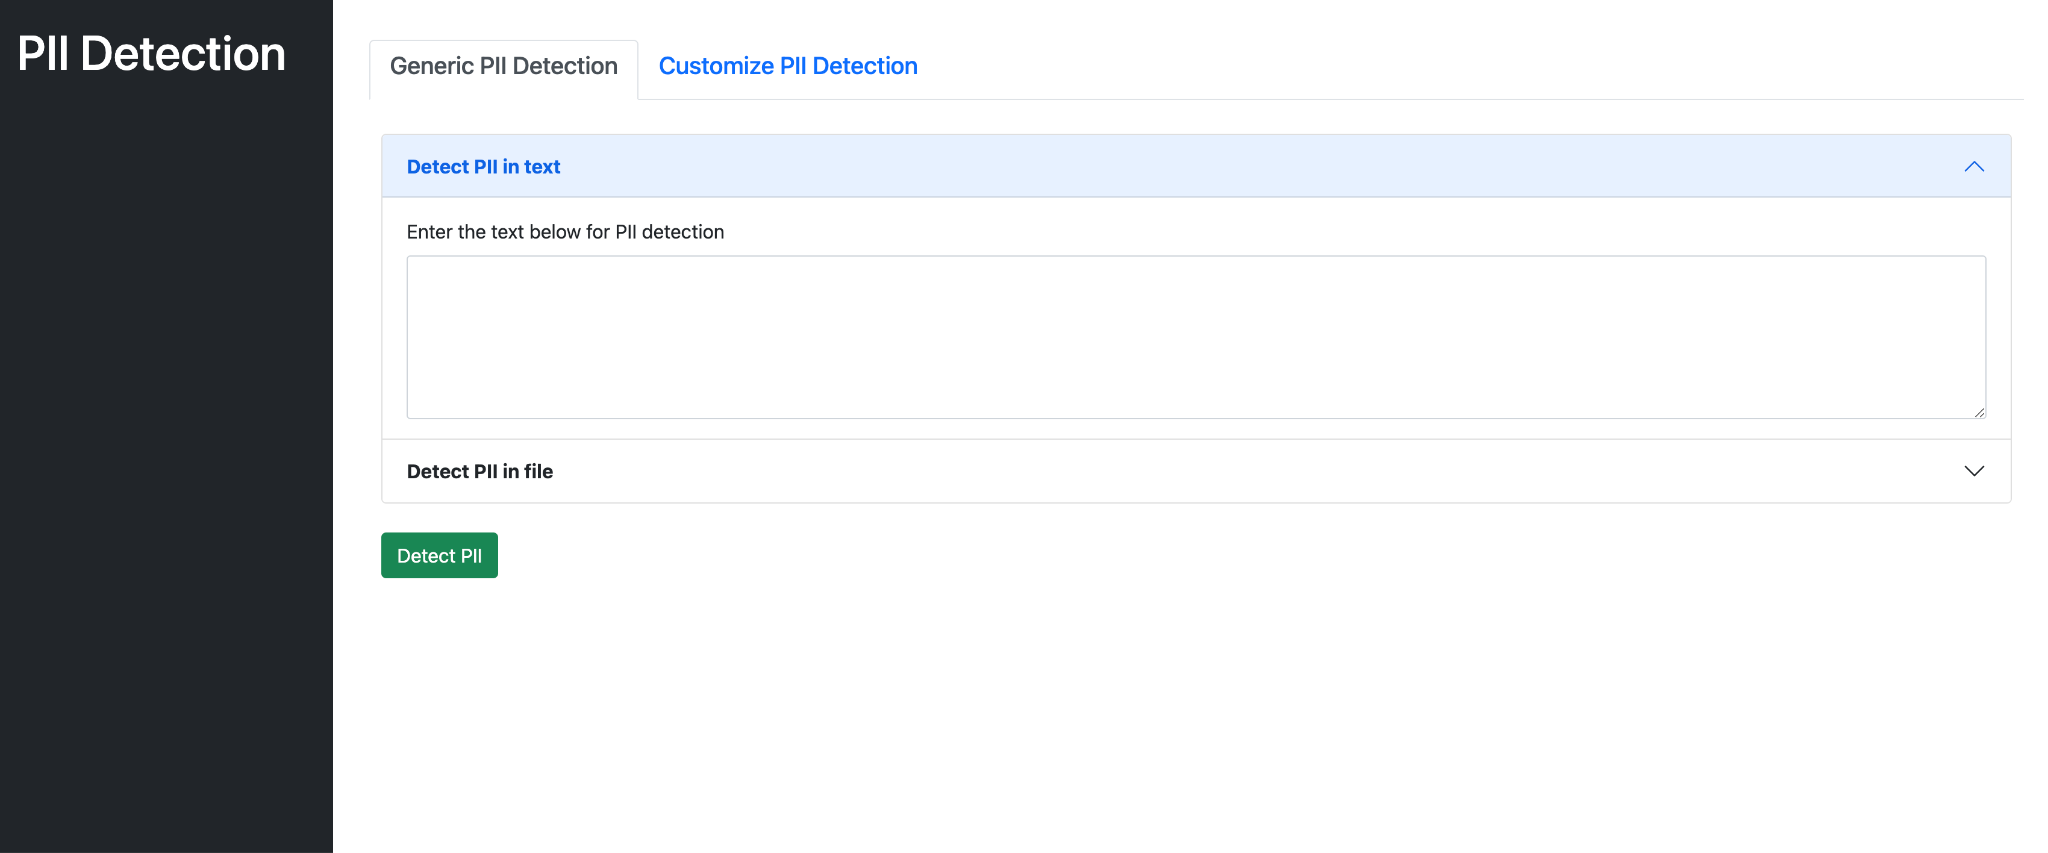 PII Detection
Generic PII Detection
Customize PII Detection
Detect PII in text
Enter the text below for PII detection
Detect PII in file
Detect PII